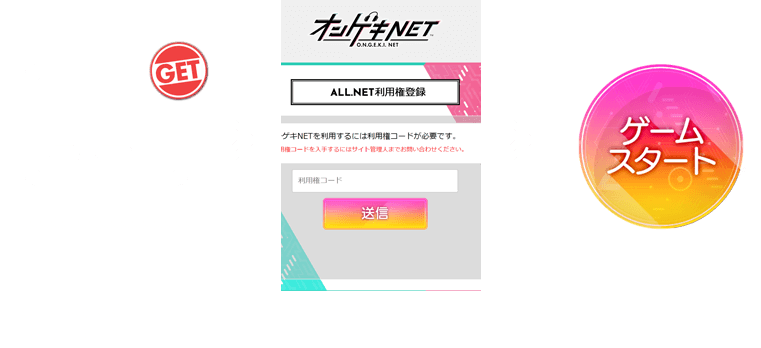 オンゲキNET
O.N.G.E.K.I. NET
GET
ALL.NET利用権登録
ゲキNETを利用するには利用権コードが必要です。
用権コードを入手するにはサイト管理人までお問い合わせください。
利用権コード
送信
ゲーム
スタート